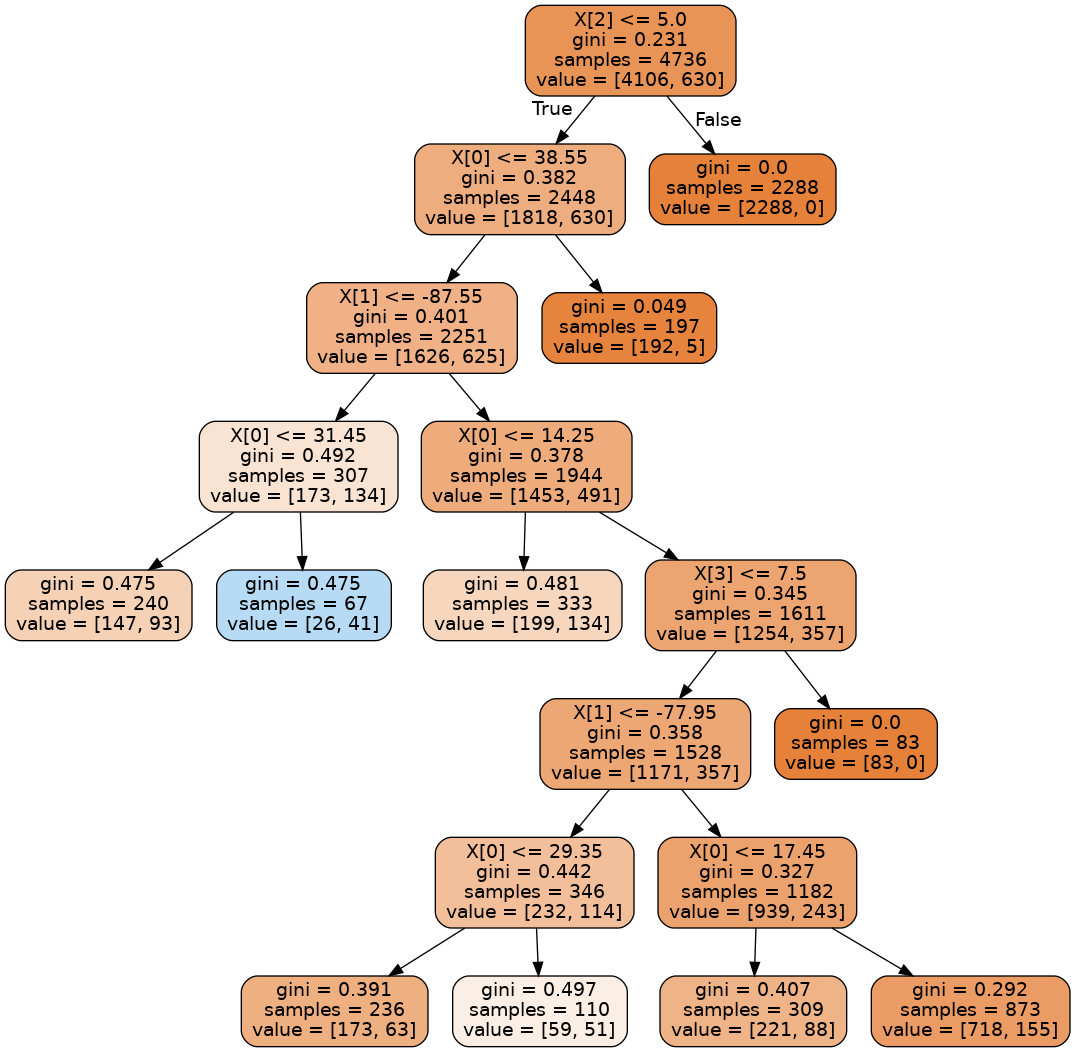 X[2] <= 5.0
gini = 0.231
samples = 4736
value = [4106, 630]
True
False
X[0] <= 38.55
gini = 0.382
samples = 2448
value = [1818, 630]
gini = 0.0
samples = 2288
value = [2288, 0]
X[1] <= -87.55
gini = 0.401
samples = 2251
value = [1626, 625]
gini = 0.049
samples = 197
value = [192, 5]
X[0] <= 31.45
gini = 0.492
samples = 307
value = [173, 134]
X[0] <= 14.25
gini = 0.378
samples = 1944
value = [1453, 491]
gini = 0.475
samples = 240
value = [147, 93]
gini = 0.475
samples = 67
value = [26, 41]
gini = 0.481
samples = 333
value = [199, 134]
X[3] <= 7.5
gini = 0.345
samples = 1611
value = [1254, 357]
X[1] <= -77.95
gini = 0.358
samples = 1528
value = [1171, 357]
gini = 0.0
samples = 83
value = [83, 0]
X[0] <= 29.35
gini = 0.442
samples = 346
value = [232, 114]
X[0] <= 17.45
gini = 0.327
samples = 1182
value = [939, 243]
gini = 0.391
samples = 236
value = [173, 63]
gini = 0.497
samples = 110
value = [59, 51]
gini = 0.407
samples = 309
value = [221, 88]
gini = 0.292
samples = 873
value = [718, 155]